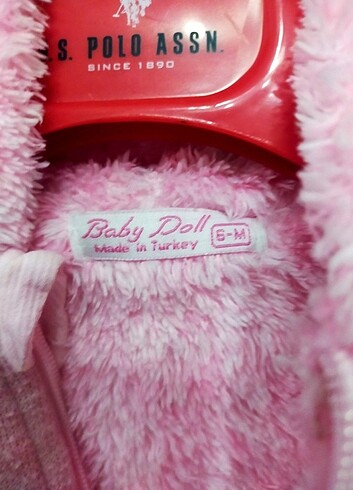 U.S. POLO ASSN.
SINCE 1890
Baby Doll
Made in Turkey
6-M